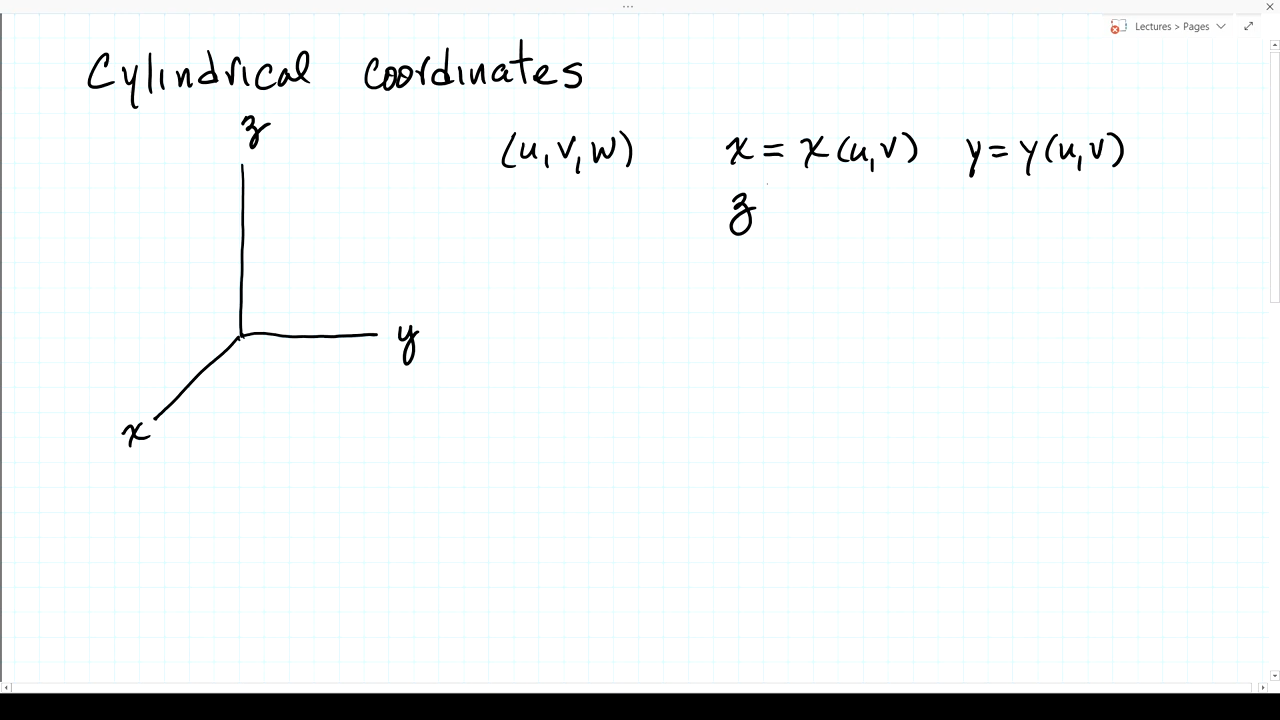 Lectures > Pages
Cylindrical coordinates
z
(u,v,w) x = x(u,v) y = y(u,v)
z
y
x